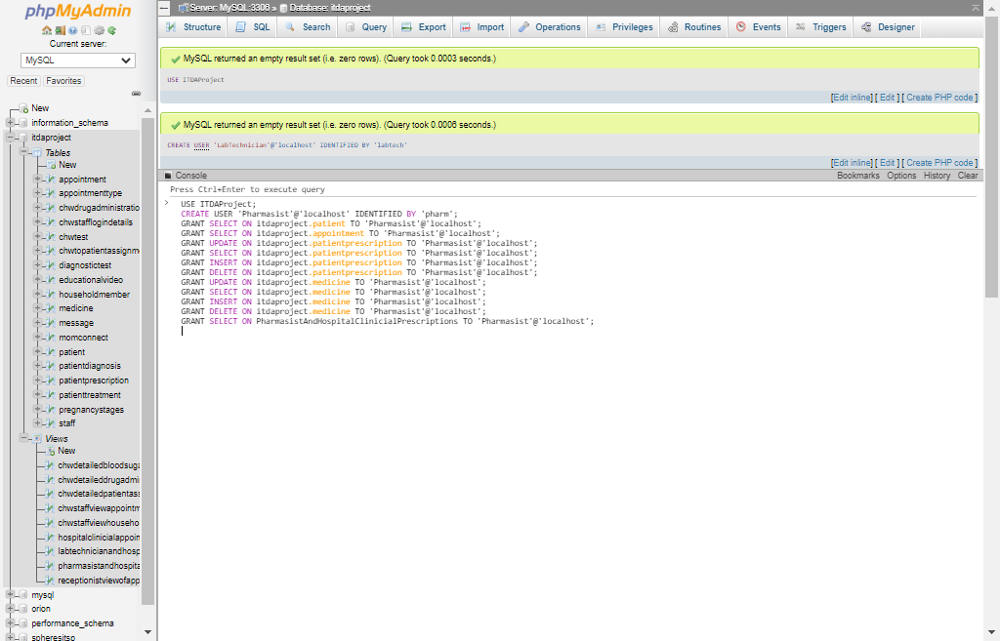 phpMyAdmin
Current server:
MySQL
Recent Favorites
New
information_schema
itdaproject
Tables
New
appointment
appointmenttype
chwdrugadministratio
chwstafflogindetails
chwtest
chwtopatientassignm
diagnostictest
educationalvideo
householdmember
medicine
message
momconnect
patient
patientdiagnosis
patientprescription
patienttreatment
pregnancystages
staff
Views
New
chwdetailedbloodsug
chwdetaileddrugadmi
chwdetailedpatientas
chwstaffviewappointm
chwstaffviewhouseho
hospitalclinicialappoin
labtechnicianandhosp
pharmasistandhospita
receptionistviewofapp
mysql
orion
performance_schema
spheresitsp
Server: MySQL:3306 » Database: itdaproject
Structure SQL Search Query Export Import Operations Privileges Routines Events Triggers Designer
MySQL returned an empty result set (i.e. zero rows). (Query took 0.0003 seconds.)
USE ITDAProject
[Edit inline] [ Edit ] [ Create PHP code ]
MySQL returned an empty result set (i.e. zero rows). (Query took 0.0006 seconds.)
CREATE USER 'LabTechnician'@'localhost' IDENTIFIED BY 'labtech'
[Edit inline] [ Edit ] [ Create PHP code ]
Console Bookmarks Options History Clear
Press Ctrl+Enter to execute query
> USE ITDAProject;
CREATE USER 'Pharmasist'@'localhost' IDENTIFIED BY 'pharm';
GRANT SELECT ON itdaproject.patient TO 'Pharmasist'@'localhost';
GRANT SELECT ON itdaproject.appointment TO 'Pharmasist'@'localhost';
GRANT UPDATE ON itdaproject.patientprescription TO 'Pharmasist'@'localhost';
GRANT SELECT ON itdaproject.patientprescription TO 'Pharmasist'@'localhost';
GRANT INSERT ON itdaproject.patientprescription TO 'Pharmasist'@'localhost';
GRANT DELETE ON itdaproject.patientprescription TO 'Pharmasist'@'localhost';
GRANT UPDATE ON itdaproject.medicine TO 'Pharmasist'@'localhost';
GRANT SELECT ON itdaproject.medicine TO 'Pharmasist'@'localhost';
GRANT INSERT ON itdaproject.medicine TO 'Pharmasist'@'localhost';
GRANT DELETE ON itdaproject.medicine TO 'Pharmasist'@'localhost';
GRANT SELECT ON PharmasistAndHospitalClinicialPrescriptions TO 'Pharmasist'@'localhost';